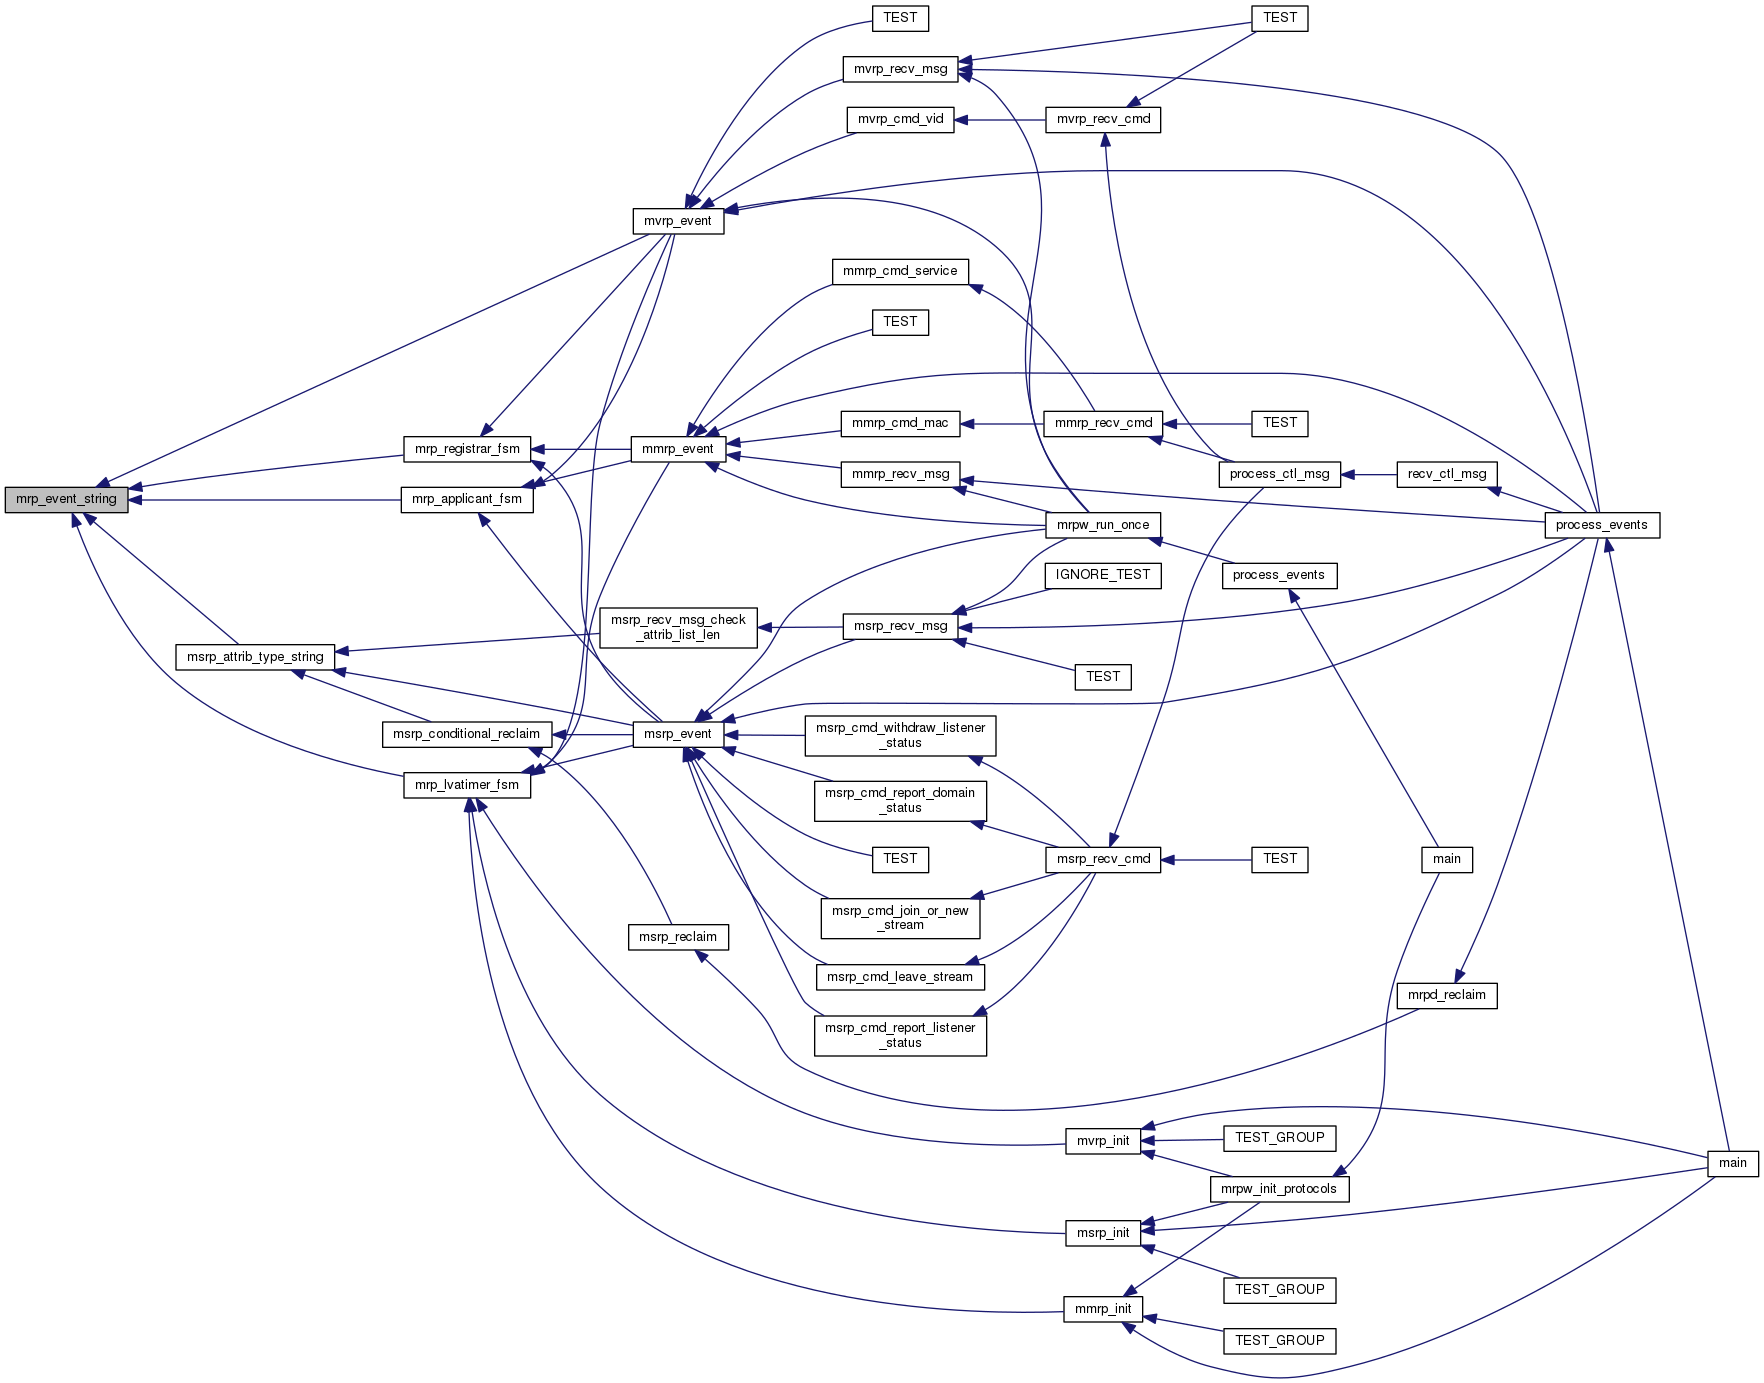 TEST
TEST
mvrp_recv_msg
mvrp_cmd_vid
mvrp_recv_cmd
mvrp_event
mmrp_cmd_service
TEST
mmrp_cmd_mac
mmrp_recv_cmd
TEST
mrp_registrar_fsm
mmrp_event
mmrp_recv_msg
process_ctl_msg
recv_ctl_msg
mrp_event_string
mrp_applicant_fsm
mrpw_run_once
process_events
IGNORE_TEST
process_events
msrp_recv_msg_check
_attrib_list_len
msrp_recv_msg
msrp_attrib_type_string
TEST
msrp_conditional_reclaim
msrp_event
msrp_cmd_withdraw_listener
_status
mrp_lvatimer_fsm
msrp_cmd_report_domain
_status
TEST
msrp_recv_cmd
TEST
main
msrp_cmd_join_or_new
_stream
msrp_reclaim
msrp_cmd_leave_stream
mrpd_reclaim
msrp_cmd_report_listener
_status
mvrp_init
TEST_GROUP
main
mrpw_init_protocols
msrp_init
TEST_GROUP
mmrp_init
TEST_GROUP